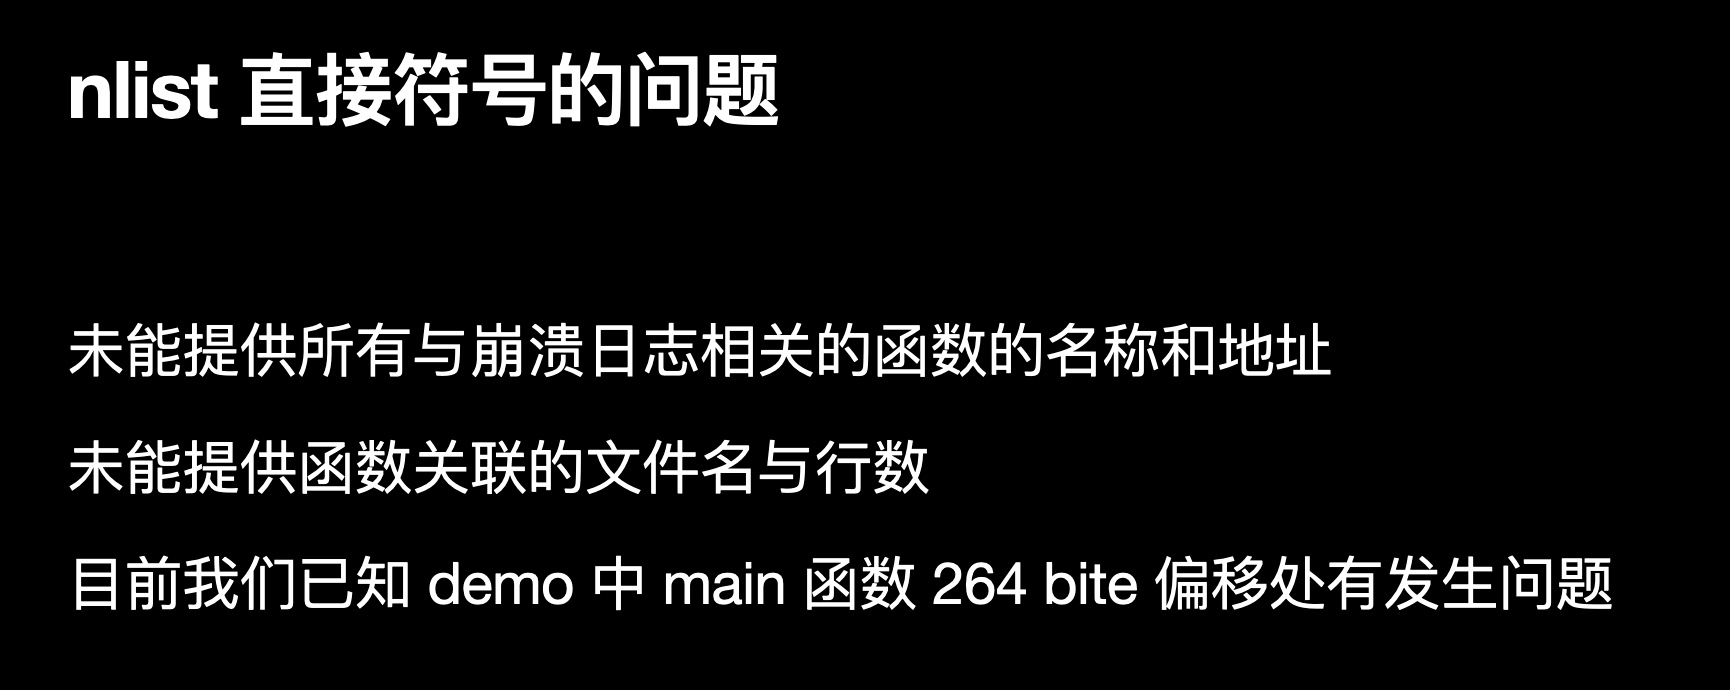 nlist 直接符号的问题
未能提供所有与崩溃日志相关的函数的名称和地址
未能提供函数关联的文件名与行数
目前我们已知 demo 中 main 函数 264 bite 偏移处有发生问题